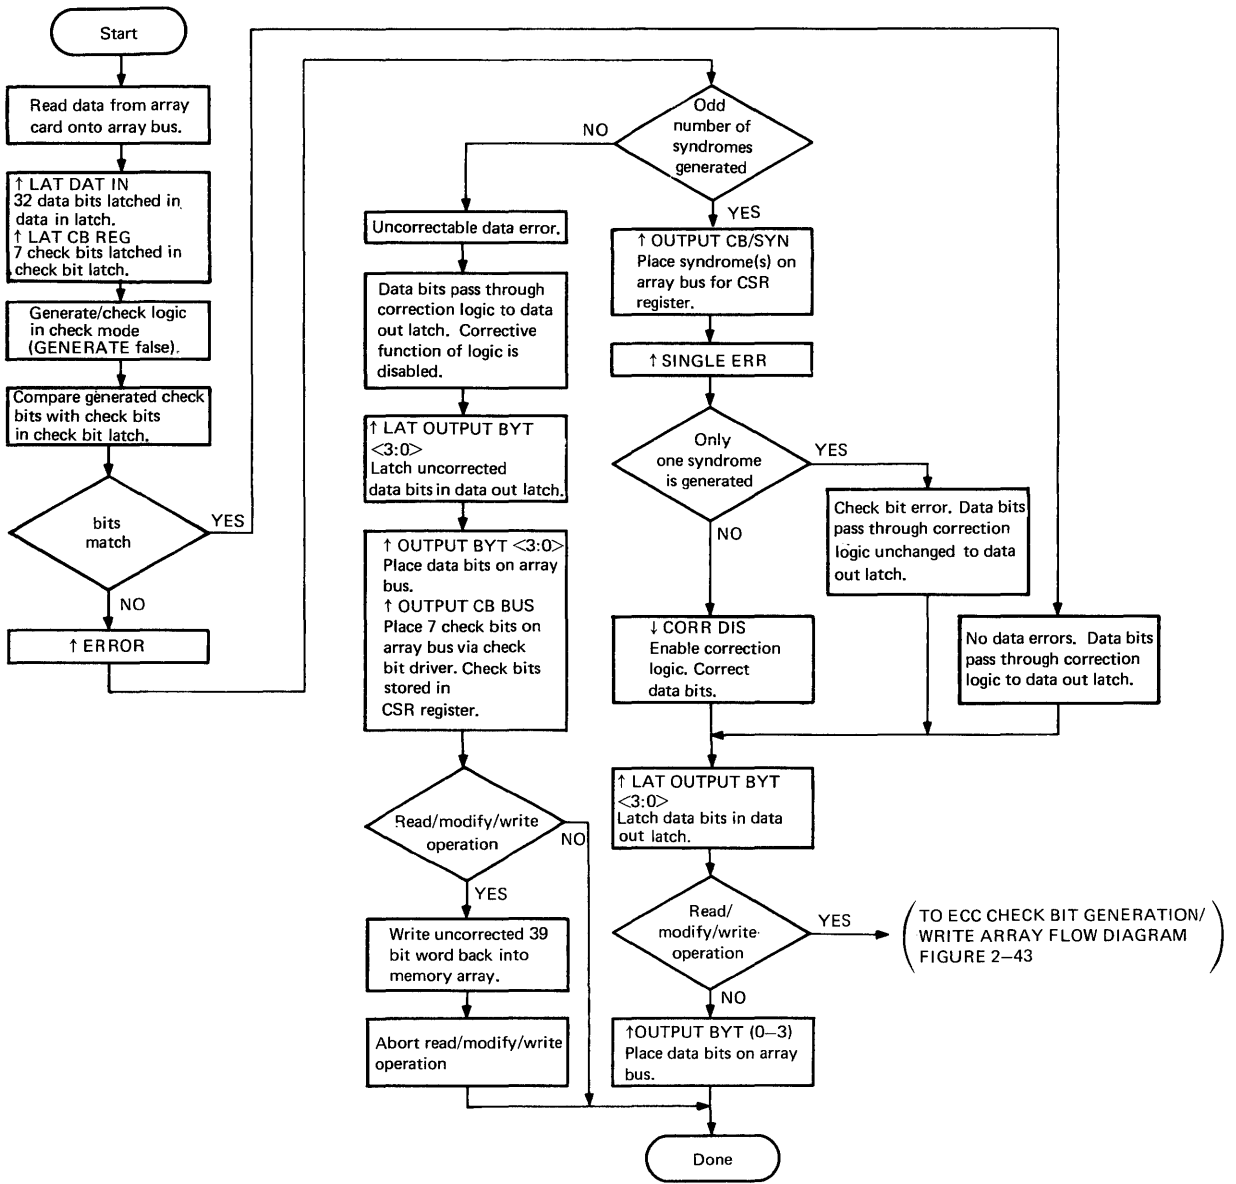 Start
Read data from array
card onto array bus.
↑ LAT DAT IN
32 data bits latched in
data in latch.
↑ LAT CB REG
7 check bits latched in
check bit latch.
Generate/check logic
in check mode
(GENERATE false).
Compare generated check
bits with check bits
in check bit latch.
bits
match
YES
NO
↑ ERROR
Odd
number of
syndromes
generated
NO
YES
Uncorrectable data error.
Data bits pass through
correction logic to data
out latch. Corrective
function of logic is
disabled.
↑ LAT OUTPUT BYT
<3:0>
Latch uncorrected
data bits in data out latch.
↑ OUTPUT BYT <3:0>
Place data bits on array
bus.
↑ OUTPUT CB BUS
Place 7 check bits on
array bus via check
bit driver. Check bits
stored in
CSR register.
Read/modify/write
operation
NO
YES
Write uncorrected 39
bit word back into
memory array.
Abort read/modify/write
operation
↑ OUTPUT CB/SYN
Place syndrome(s) on
array bus for CSR
register.
↑ SINGLE ERR
Only
one syndrome
is generated
YES
NO
Check bit error. Data bits
pass through correction
logic unchanged to data
out latch.
↓ CORR DIS
Enable correction
logic. Correct
data bits.
No data errors. Data bits
pass through correction
logic to data out latch.
↑ LAT OUTPUT BYT
<3:0>
Latch data bits in data
out latch.
Read/
modify/write
operation
YES
TO ECC CHECK BIT GENERATION/
WRITE ARRAY FLOW DIAGRAM
FIGURE 2–43
NO
↑OUTPUT BYT (0–3)
Place data bits on array
bus.
Done